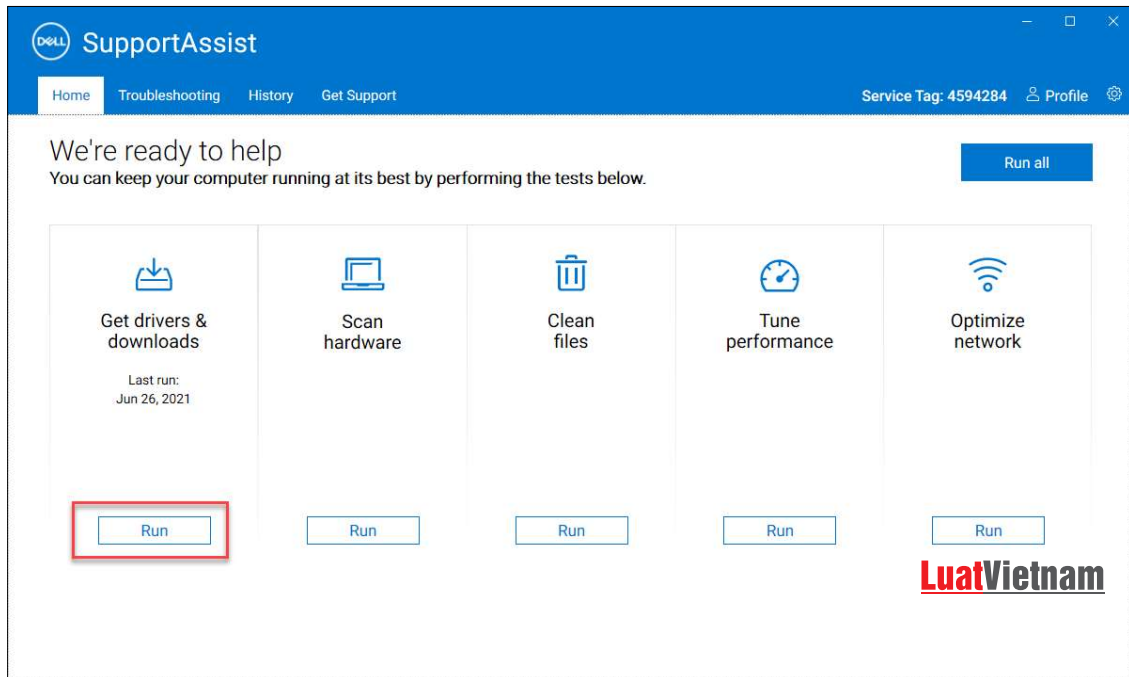 DELL
SupportAssist
Home Troubleshooting History Get Support Service Tag: 4594284 Profile
We're ready to help
You can keep your computer running at its best by performing the tests below.
Run all
Get drivers &
downloads
Last run:
Jun 26, 2021
Run
Scan
hardware
Run
Clean
files
Run
Tune
performance
Run
Optimize
network
Run
LuatVietnam